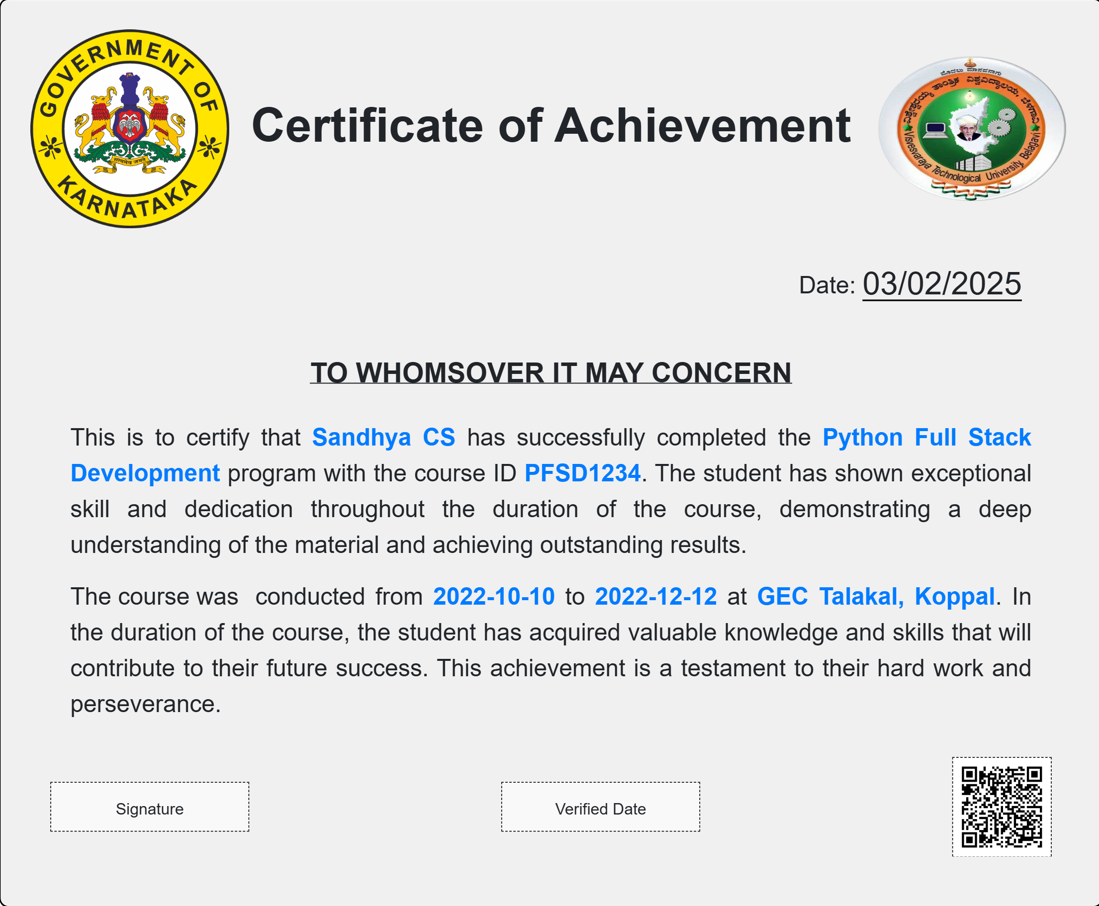 GOVERNMENT OF
KARNATAKA
Certificate of Achievement
ವಿಶ್ವೇಶ್ವರಯ್ಯ ತಾಂತ್ರಿಕ ವಿಶ್ವವಿದ್ಯಾಲಯ, ಬೆಳಗಾವಿ
Visvesvaraya Technological University, Belagavi
Date: 03/02/2025
TO WHOMSOVER IT MAY CONCERN
This is to certify that Sandhya CS has successfully completed the Python Full Stack
Development program with the course ID PFSD1234. The student has shown exceptional
skill and dedication throughout the duration of the course, demonstrating a deep
understanding of the material and achieving outstanding results.
The course was conducted from 2022-10-10 to 2022-12-12 at GEC Talakal, Koppal. In
the duration of the course, the student has acquired valuable knowledge and skills that will
contribute to their future success. This achievement is a testament to their hard work and
perseverance.
Signature
Verified Date